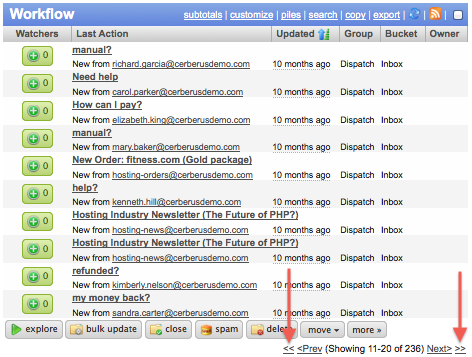 Workflow subtotals | customize | piles | search | copy | export | | |
Watchers Last Action Updated Group Bucket Owner
manual?
0 New from richard.garcia@cerberusdemo.com 10 months ago Dispatch Inbox
Need help
0 New from carol.parker@cerberusdemo.com 10 months ago Dispatch Inbox
How can I pay?
0 New from elizabeth.king@cerberusdemo.com 10 months ago Dispatch Inbox
manual?
0 New from mary.baker@cerberusdemo.com 10 months ago Dispatch Inbox
New Order: fitness.com (Gold package)
0 New from hosting-orders@cerberusdemo.com 10 months ago Dispatch Inbox
help?
0 New from kenneth.hill@cerberusdemo.com 10 months ago Dispatch Inbox
Hosting Industry Newsletter (The Future of PHP?)
0 New from hosting-news@cerberusdemo.com 10 months ago Dispatch Inbox
Hosting Industry Newsletter (The Future of PHP?)
0 New from hosting-news@cerberusdemo.com 10 months ago Dispatch Inbox
refunded?
0 New from kimberly.nelson@cerberusdemo.com 10 months ago Dispatch Inbox
my money back?
0 New from sandra.carter@cerberusdemo.com 10 months ago Dispatch Inbox
explore bulk update close spam delete move more »
<< <Prev (Showing 11-20 of 236) Next> >>